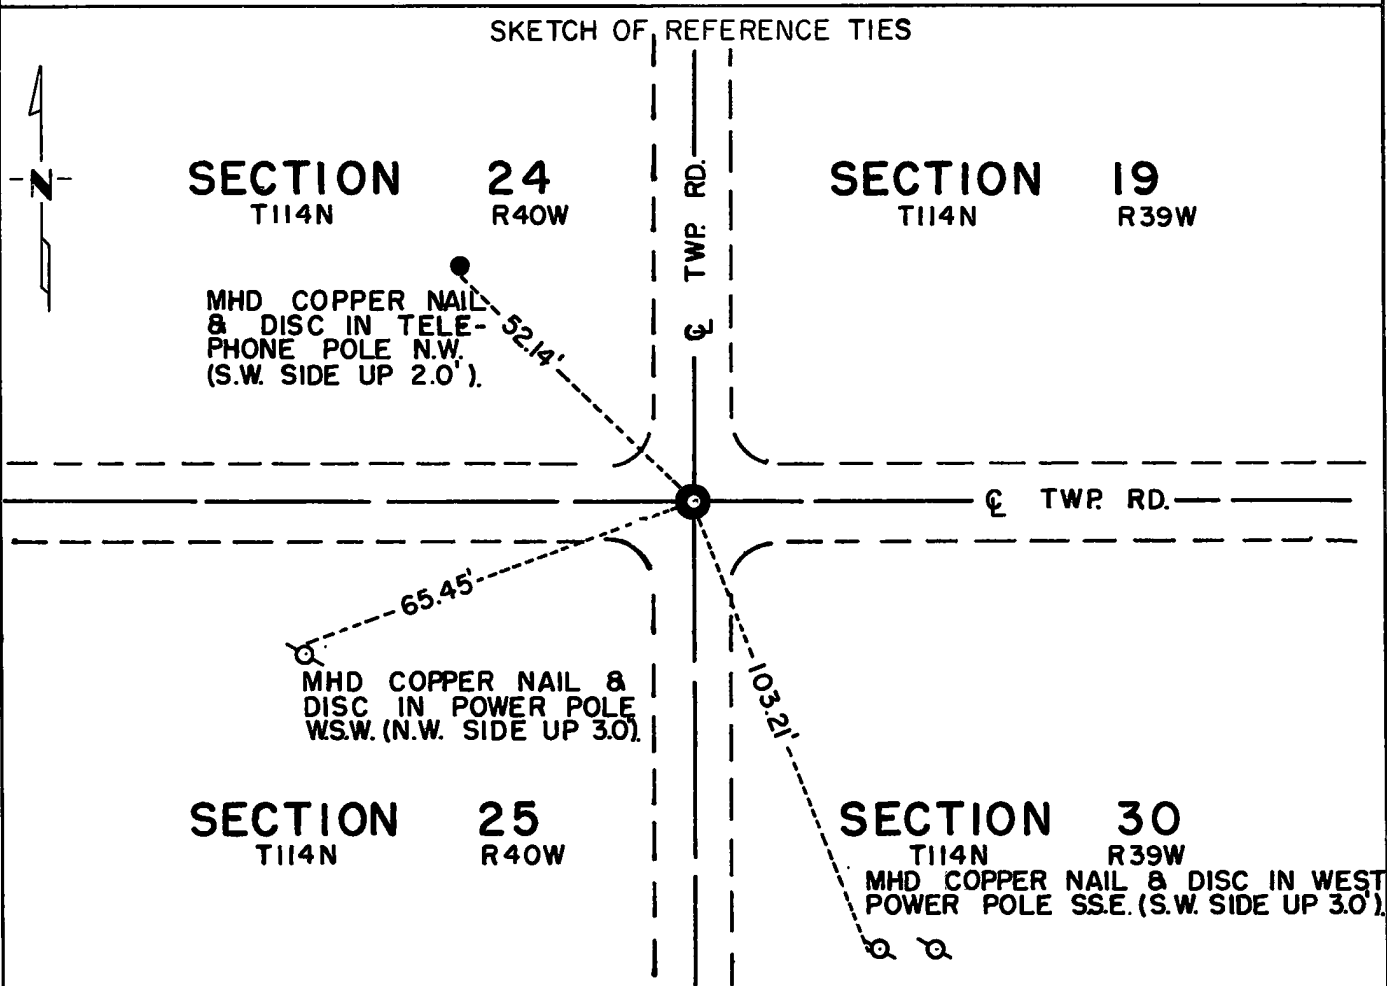 SKETCH OF REFERENCE TIES
N
SECTION 24
T114N R40W
SECTION 19
T114N R39W
℄ TWP. RD.
MHD COPPER NAIL
& DISC IN TELE-
PHONE POLE N.W.
(S.W. SIDE UP 2.0').
52.14'
℄ TWP. RD.
65.45'
MHD COPPER NAIL &
DISC IN POWER POLE
W.S.W. (N.W. SIDE UP 3.0').
103.21'
SECTION 25
T114N R40W
SECTION 30
T114N R39W
MHD COPPER NAIL & DISC IN WEST
POWER POLE S.S.E. (S.W. SIDE UP 3.0').